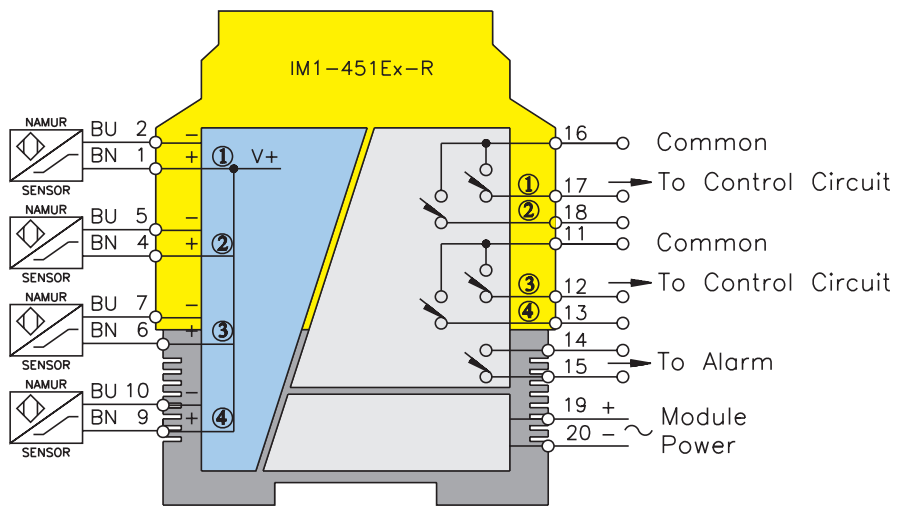 IM1-451Ex-R
NAMUR
BU 2 −
BN 1 + ① V+
SENSOR
NAMUR
BU 5 −
BN 4 + ②
SENSOR
NAMUR
BU 7 −
BN 6 + ③
SENSOR
NAMUR
BU 10 −
BN 9 + ④
SENSOR
16 Common
① 17 To Control Circuit
② 18
11 Common
③ 12 To Control Circuit
④ 13
14
15 To Alarm
19 + Module
20 − Power